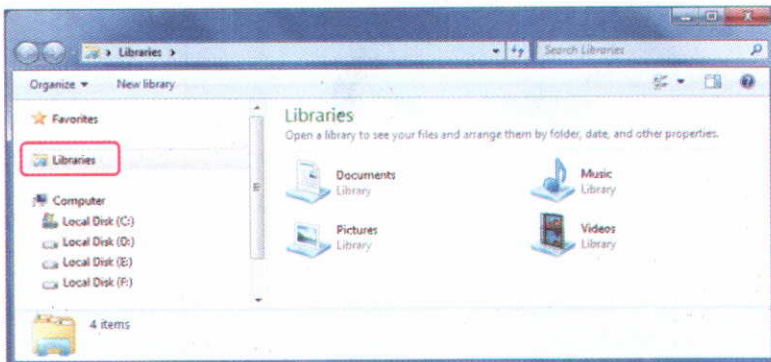 Libraries
Search Libraries
Organize
New library
Favorites
Libraries
Computer
Local Disk (C:)
Local Disk (D:)
Local Disk (E:)
Local Disk (F:)
Libraries
Open a library to see your files and arrange them by folder, date, and other properties.
Documents
Library
Music
Library
Pictures
Library
Videos
Library
4 items